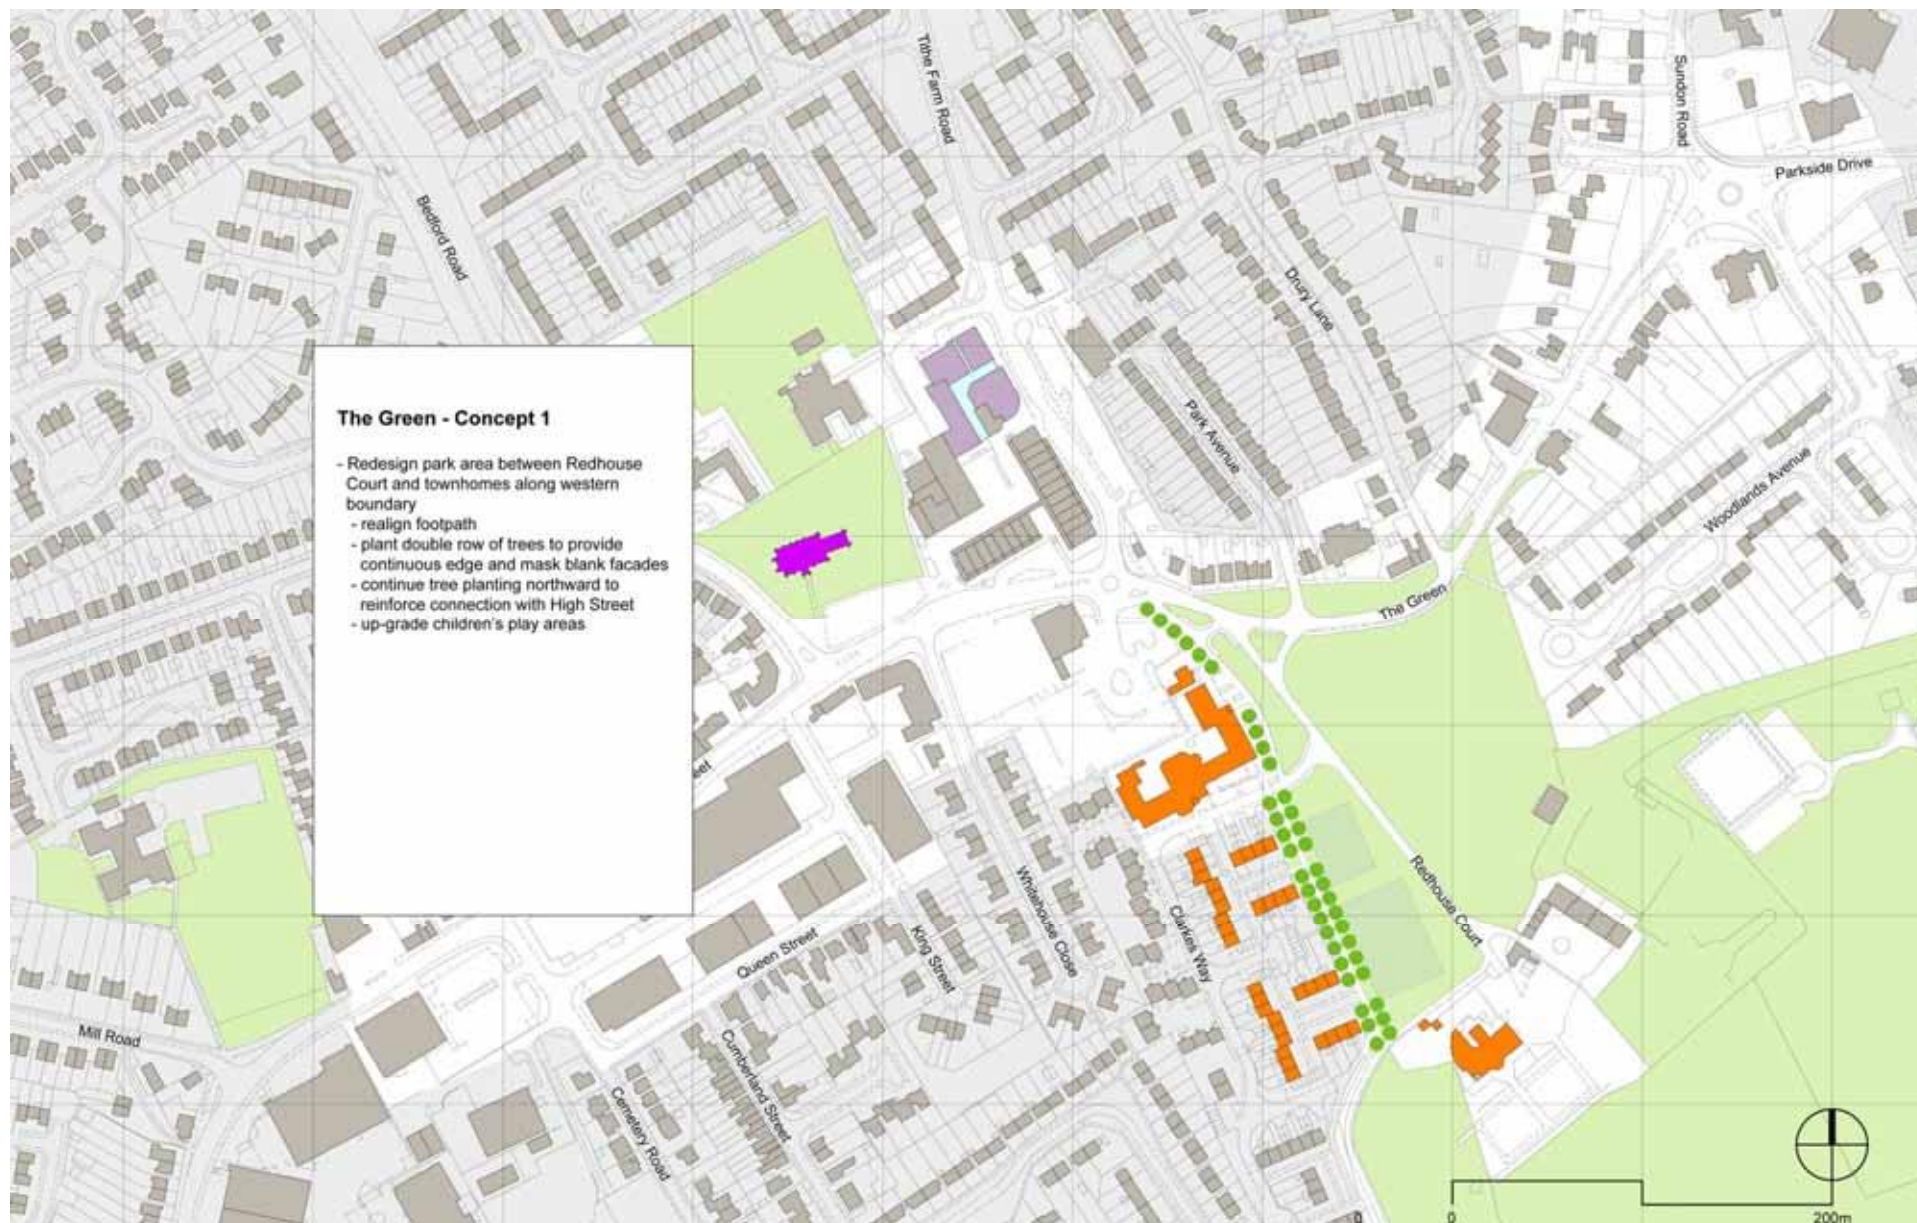 Tithe Farm Road
Sundon Road
Parkside Drive
Bedford Road
Drury Lane
Park Avenue
Woodlands Avenue
The Green - Concept 1
- Redesign park area between Redhouse
Court and townhomes along western
boundary
- realign footpath
- plant double row of trees to provide
continuous edge and mask blank facades
- continue tree planting northward to
reinforce connection with High Street
- up-grade children's play areas
The Green
eet
Redhouse Court
Whitehouse Close
Clarkes Way
King Street
Queen Street
Mill Road
Cumberland Street
Cemetery Road
0
0
200m